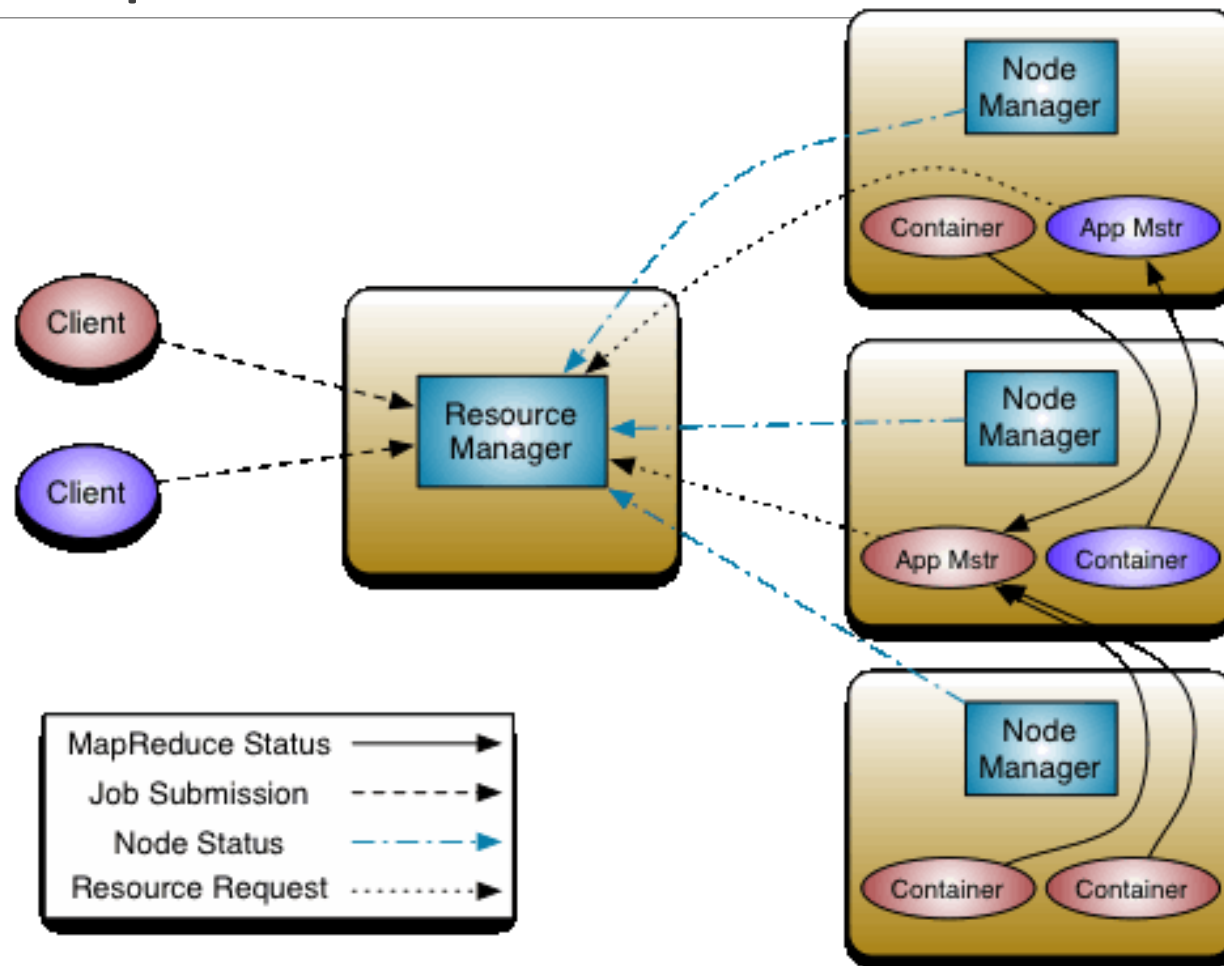 Node
Manager
Container
App Mstr
Client
Resource
Manager
Client
Node
Manager
App Mstr
Container
Node
Manager
Container
Container
MapReduce Status
Job Submission
Node Status
Resource Request